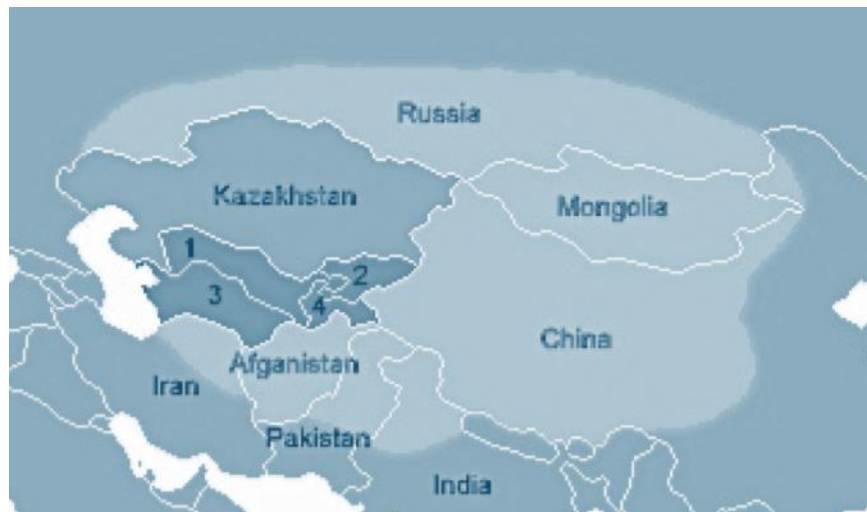 Russia
Kazakhstan
Mongolia
1
2
3
4
China
Afganistan
Iran
Pakistan
India